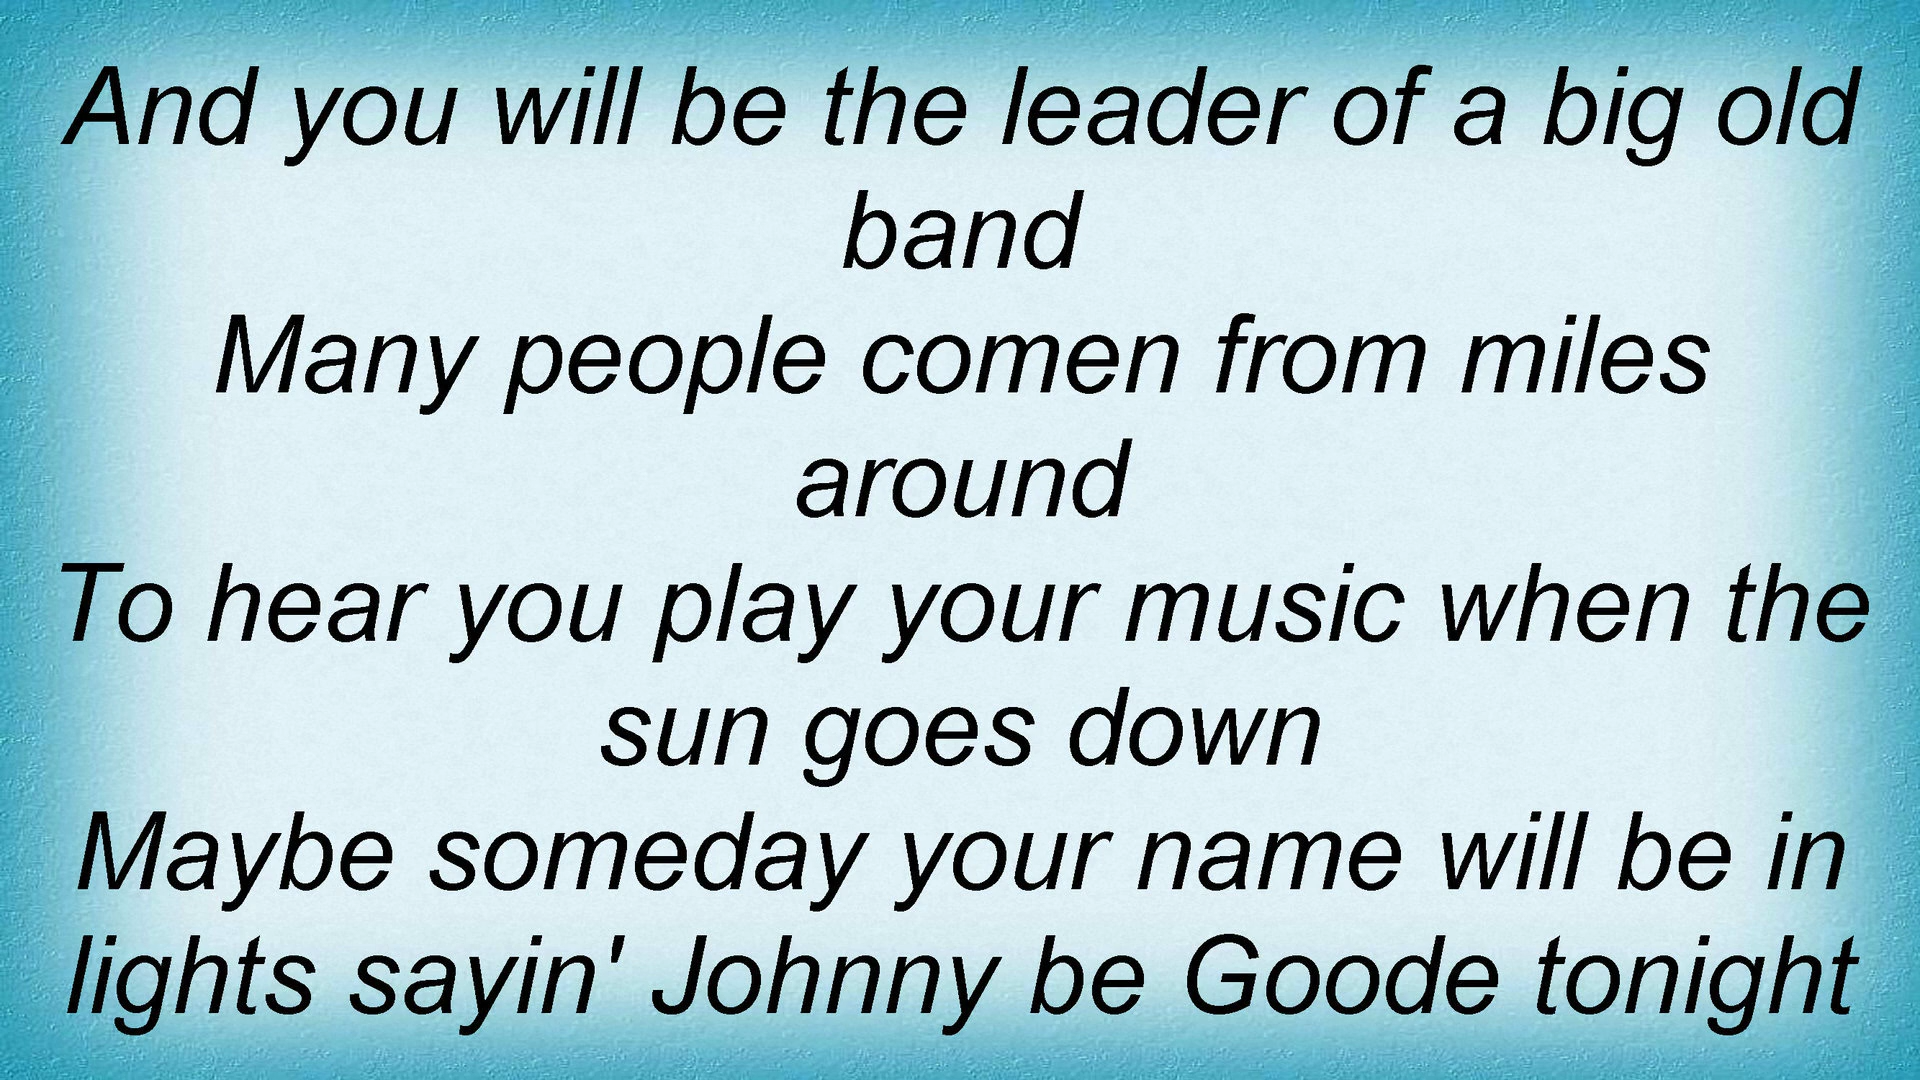 And you will be the leader of a big old
band
Many people comen from miles
around
To hear you play your music when the
sun goes down
Maybe someday your name will be in
lights sayin' Johnny be Goode tonight